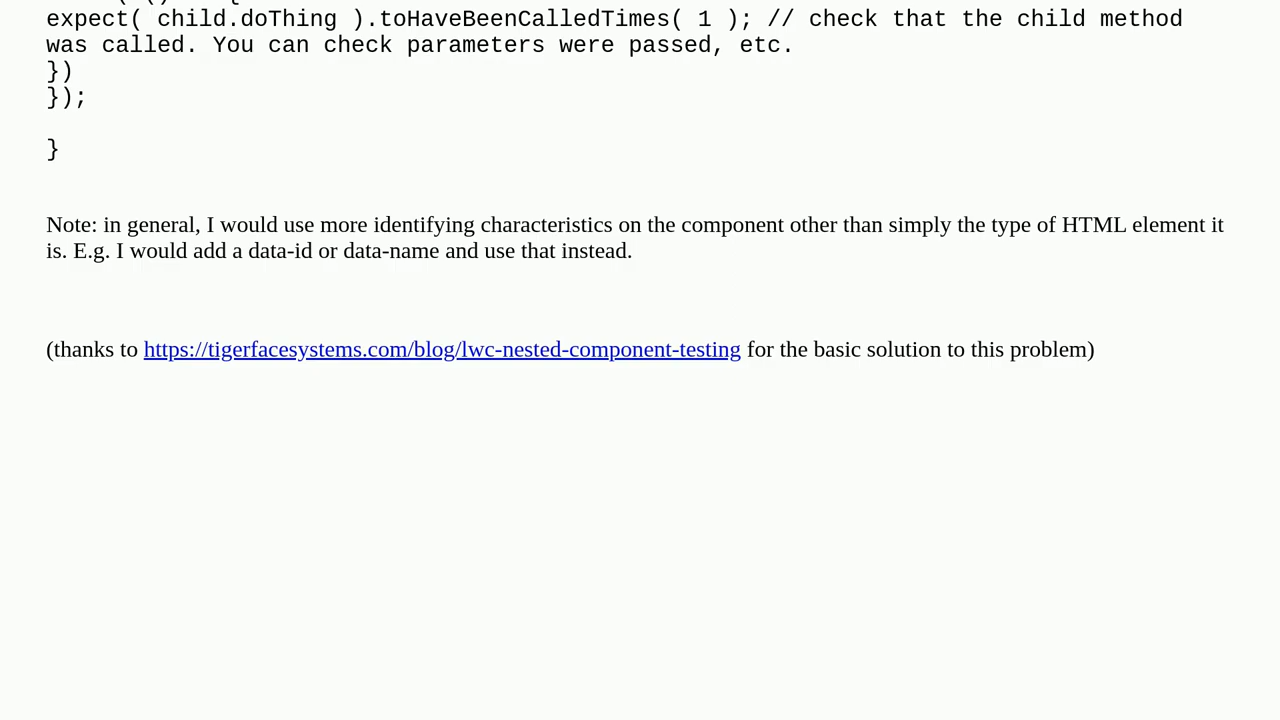 expect( child.doThing ).toHaveBeenCalledTimes( 1 ); // check that the child method
was called. You can check parameters were passed, etc.
})
});
}
Note: in general, I would use more identifying characteristics on the component other than simply the type of HTML element it
is. E.g. I would add a data-id or data-name and use that instead.
(thanks to https://tigerfacesystems.com/blog/lwc-nested-component-testing for the basic solution to this problem)